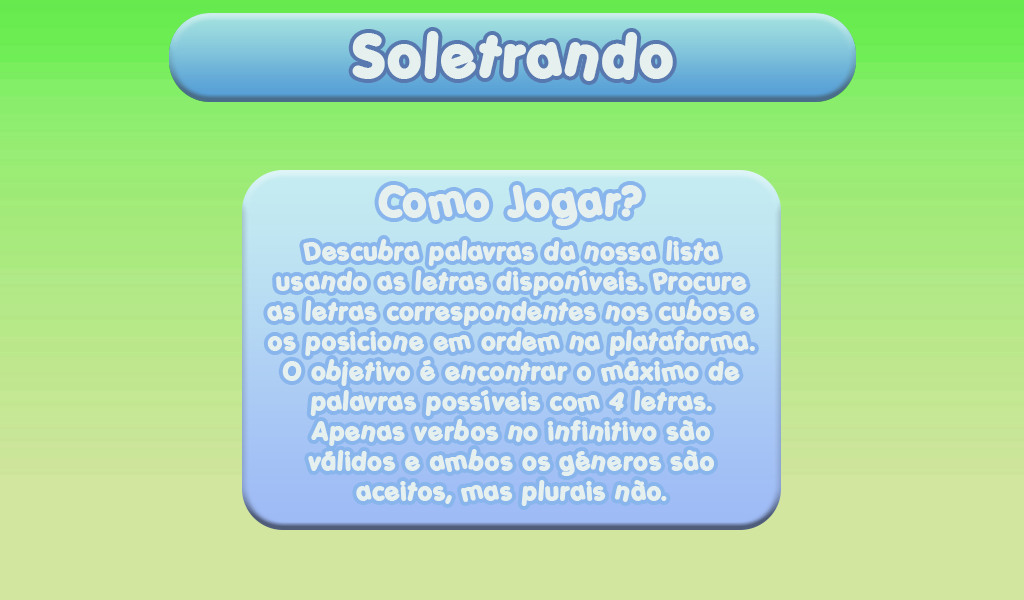 Soletrando
Como Jogar?
Descubra palavras da nossa lista
usando as letras disponíveis. Procure
as letras correspondentes nos cubos e
os posicione em ordem na plataforma.
O objetivo é encontrar o máximo de
palavras possíveis com 4 letras.
Apenas verbos no infinitivo são
válidos e ambos os gêneros são
aceitos, mas plurais não.